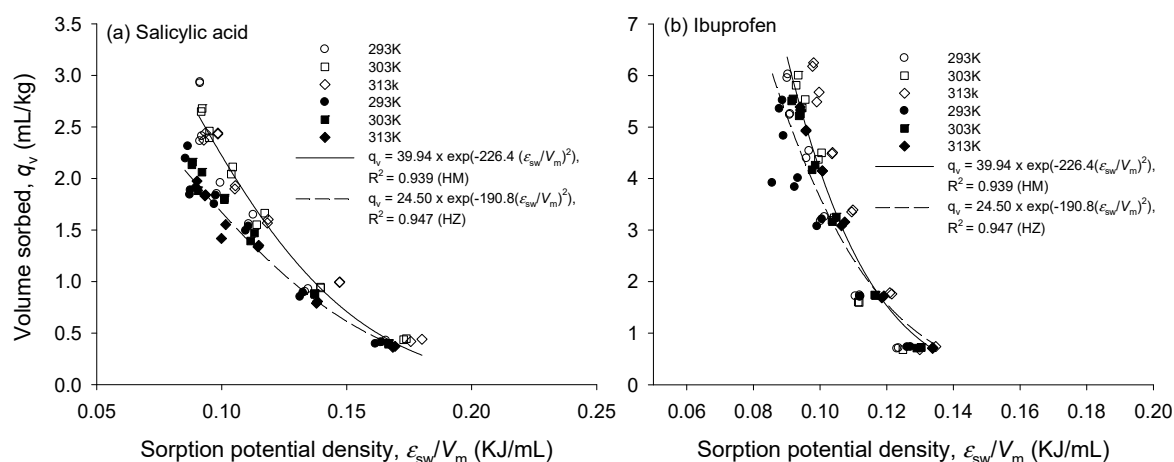 (a) Salicylic acid
293K
303K
313k
293K
303K
313K
qv = 39.94 x exp(-226.4 (εsw/Vm)²),
R² = 0.939 (HM)
qv = 24.50 x exp(-190.8(εsw/Vm)²),
R² = 0.947 (HZ)
Volume sorbed, qv (mL/kg)
3.5
3.0
2.5
2.0
1.5
1.0
0.5
0.0
0.05 0.10 0.15 0.20 0.25
Sorption potential density, εsw/Vm (KJ/mL)
(b) Ibuprofen
293K
303K
313k
293K
303K
313K
qv = 39.94 x exp(-226.4(εsw/Vm)²),
R² = 0.939 (HM)
qv = 24.50 x exp(-190.8(εsw/Vm)²),
R² = 0.947 (HZ)
7
6
5
4
3
2
1
0
0.06 0.08 0.10 0.12 0.14 0.16 0.18 0.20
Sorption potential density, εsw/Vm (KJ/mL)